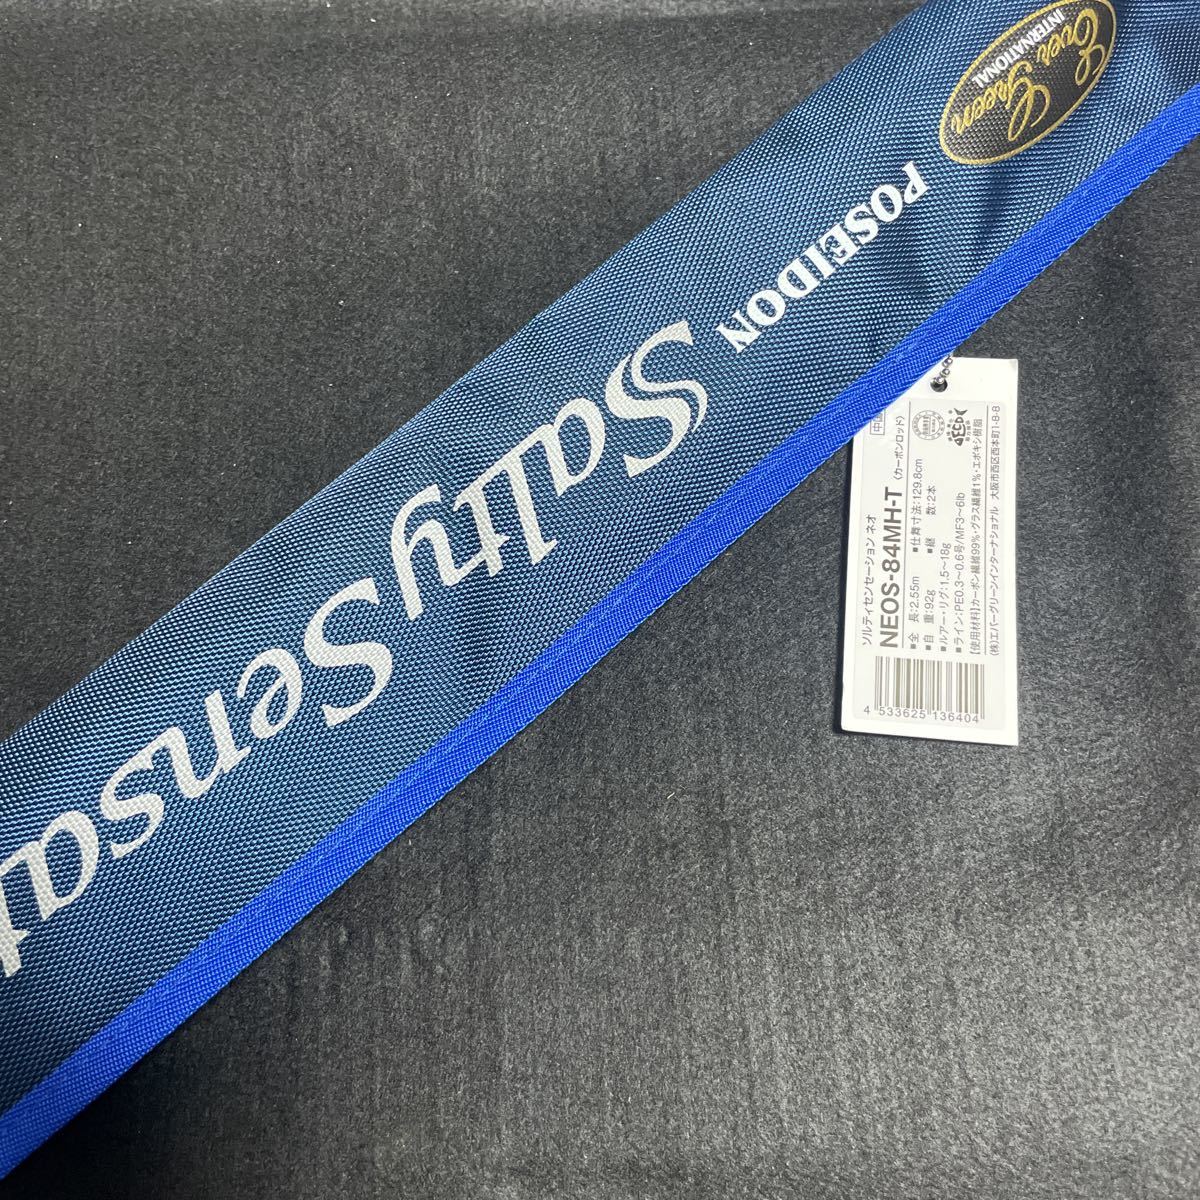 Ever Green
INTERNATIONAL
POSEIDON
Salty Sensat
ソルティセンセーション ネオ
NEOS-84MH-T 〈カーボンロッド〉
■全 長:2.55m ■仕舞寸法:129.8cm
■自 重:92g ■継 数:2本
■ルアー・リグ:1.5〜18g
■ライン:PE0.3〜0.6号/MF3〜6lb
【使用材料】カーボン繊維99%・グラス繊維1%・エポキシ樹脂
(株)エバーグリーンインターナショナル 大阪市西区西本町1-8-8
4 533625 136404